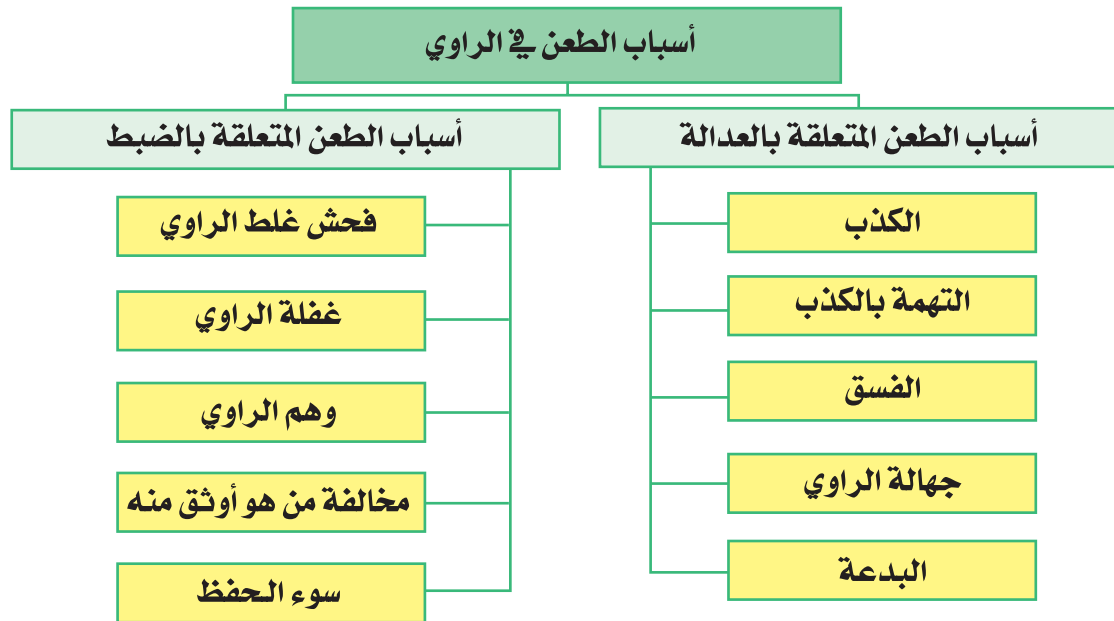 أسباب الطعن في الراوي
أسباب الطعن المتعلقة بالعدالة
الكذب
التهمة بالكذب
الفسق
جهالة الراوي
البدعة
أسباب الطعن المتعلقة بالضبط
فحش غلط الراوي
غفلة الراوي
وهم الراوي
مخالفة من هو أوثق منه
سوء الحفظ